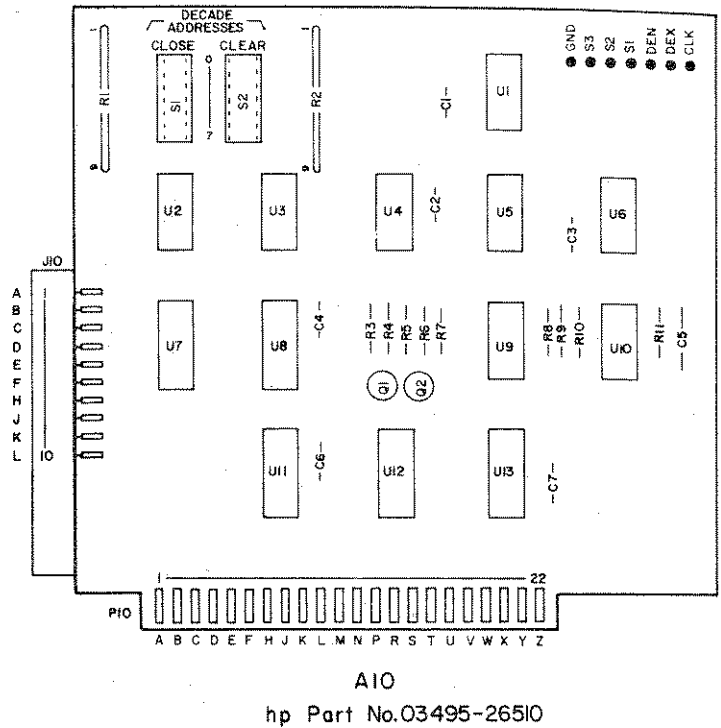 DECADE
ADDRESSES
CLOSE CLEAR
GND
S3
S2
S1
DEN
DEX
CLK
1
R1
9
S1
0
7
S2
1
R2
9
C1
U1
U2
U3
U4
C2
U5
C3
U6
J10
A
B
C
D
E
F
H
J
K
L
1
10
U7
U8
C4
R3
R4
R5
R6
R7
Q1
Q2
U9
R8
R9
R10
U10
R11
C5
U11
C6
U12
U13
C7
1 22
P10
A B C D E F H J K L M N P R S T U V W X Y Z
A10
hp Part No.03495-26510